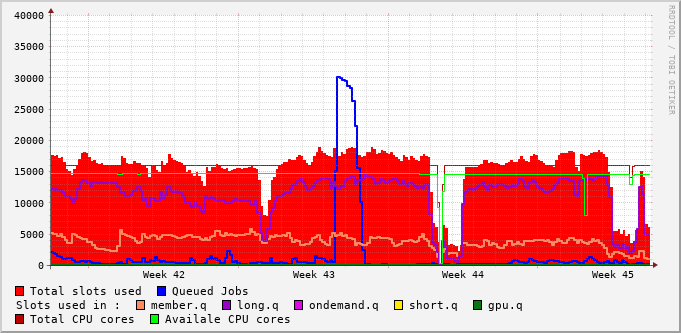 40000
35000
30000
25000
20000
15000
10000
5000
0
Week 42 Week 43 Week 44 Week 45
RRDTOOL / TOBI OETIKER
Total slots used Queued Jobs
Slots used in : member.q long.q ondemand.q short.q gpu.q
Total CPU cores Availale CPU cores